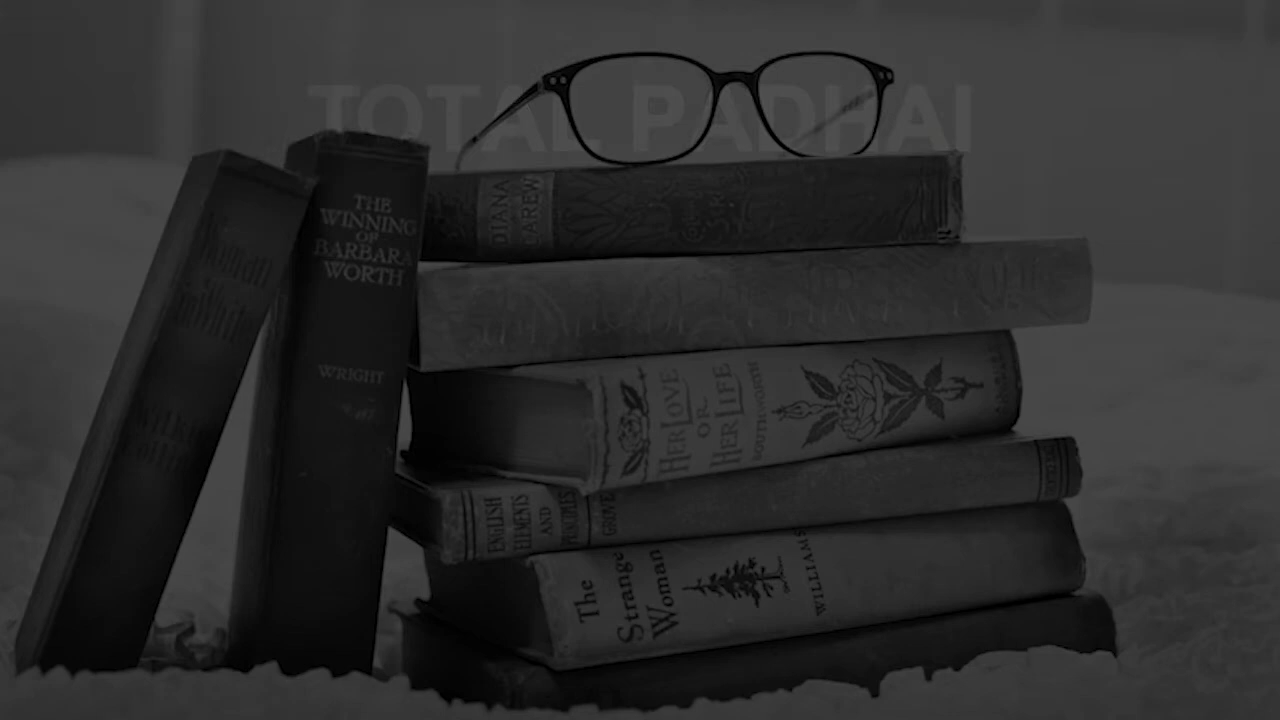 TOTAL PADHAI
THE
WINNING
OF
BARBARA
WORTH
WRIGHT
DIANA
CAREW
HER LOVE
OR
HER LIFE
SOUTHWORTH
ENGLISH
ELEMENTS
AND
PRINCIPLES
GROVE
The
Strange
Woman
WILLIAMS